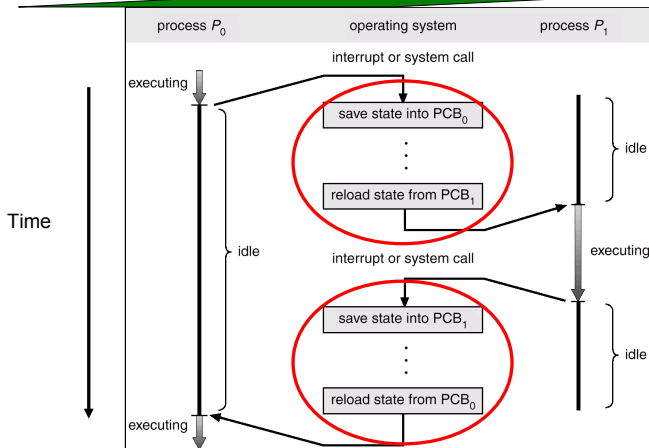 process P0 operating system process P1
interrupt or system call
executing
save state into PCB0
idle
reload state from PCB1
Time
idle
executing
interrupt or system call
save state into PCB1
idle
reload state from PCB0
executing